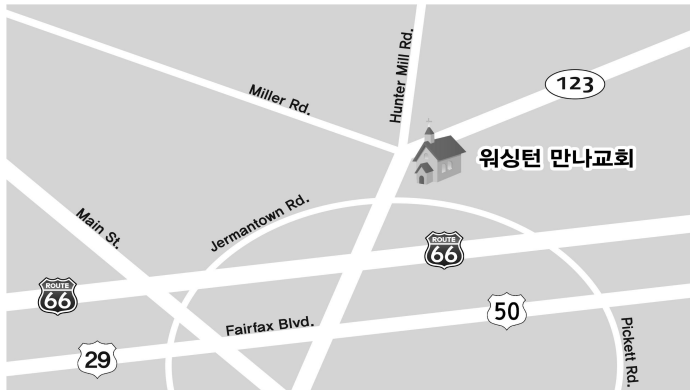 Hunter Mill Rd.
Miller Rd.
123
워싱턴 만나교회
Jermantown Rd.
Main St.
ROUTE
66
ROUTE
66
50
Fairfax Blvd.
29
Pickett Rd.